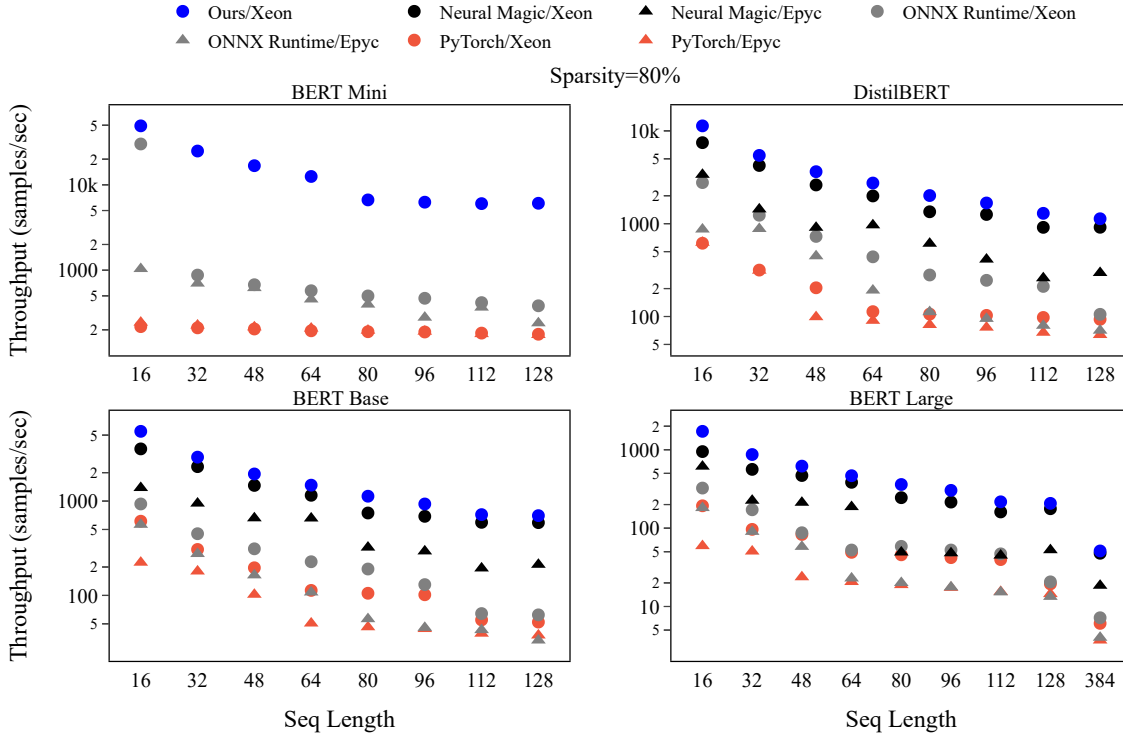 Ours/Xeon Neural Magic/Xeon Neural Magic/Epyc ONNX Runtime/Xeon
ONNX Runtime/Epyc PyTorch/Xeon PyTorch/Epyc
Sparsity=80%
BERT Mini
Throughput (samples/sec)
5
2
10k
5
2
1000
5
2
16 32 48 64 80 96 112 128
DistilBERT
10k
5
2
1000
5
2
100
5
16 32 48 64 80 96 112 128
BERT Base
Throughput (samples/sec)
5
2
1000
5
2
100
5
16 32 48 64 80 96 112 128
Seq Length
BERT Large
2
1000
5
2
100
5
2
10
5
16 32 48 64 80 96 112 128 384
Seq Length